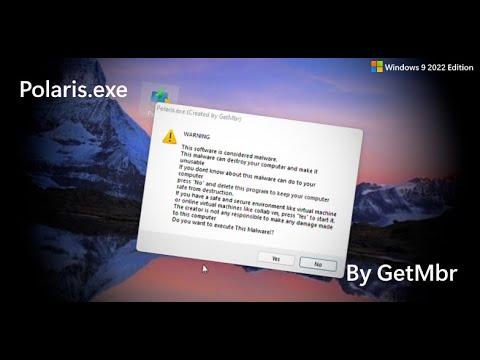 Windows 9 2022 Edition
Polaris.exe
Polaris.exe (Created by GetMbr)
WARNING
This software is considered malware.
This malware can destroy your computer and make it
unusable
If you dont know about this malware can do to your
computer
press "No" and delete this program to keep your computer
safe from destruction.
If you have a safe and secure environment like virtual machine
or online virtual machines like collab vm, press "Yes" to start it.
The creator is not any responsible to make any damage made
to this computer
Do you want to execute This Malware!?
Yes
No
By GetMbr